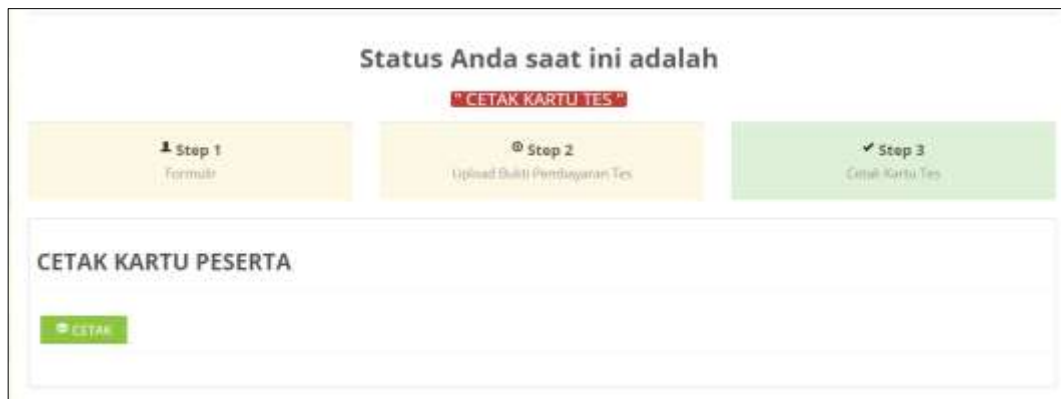 Status Anda saat ini adalah
" CETAK KARTU TES "
Step 1
Formulir
Step 2
Upload Bukti Pembayaran Tes
Step 3
Cetak Kartu Tes
CETAK KARTU PESERTA
CETAK